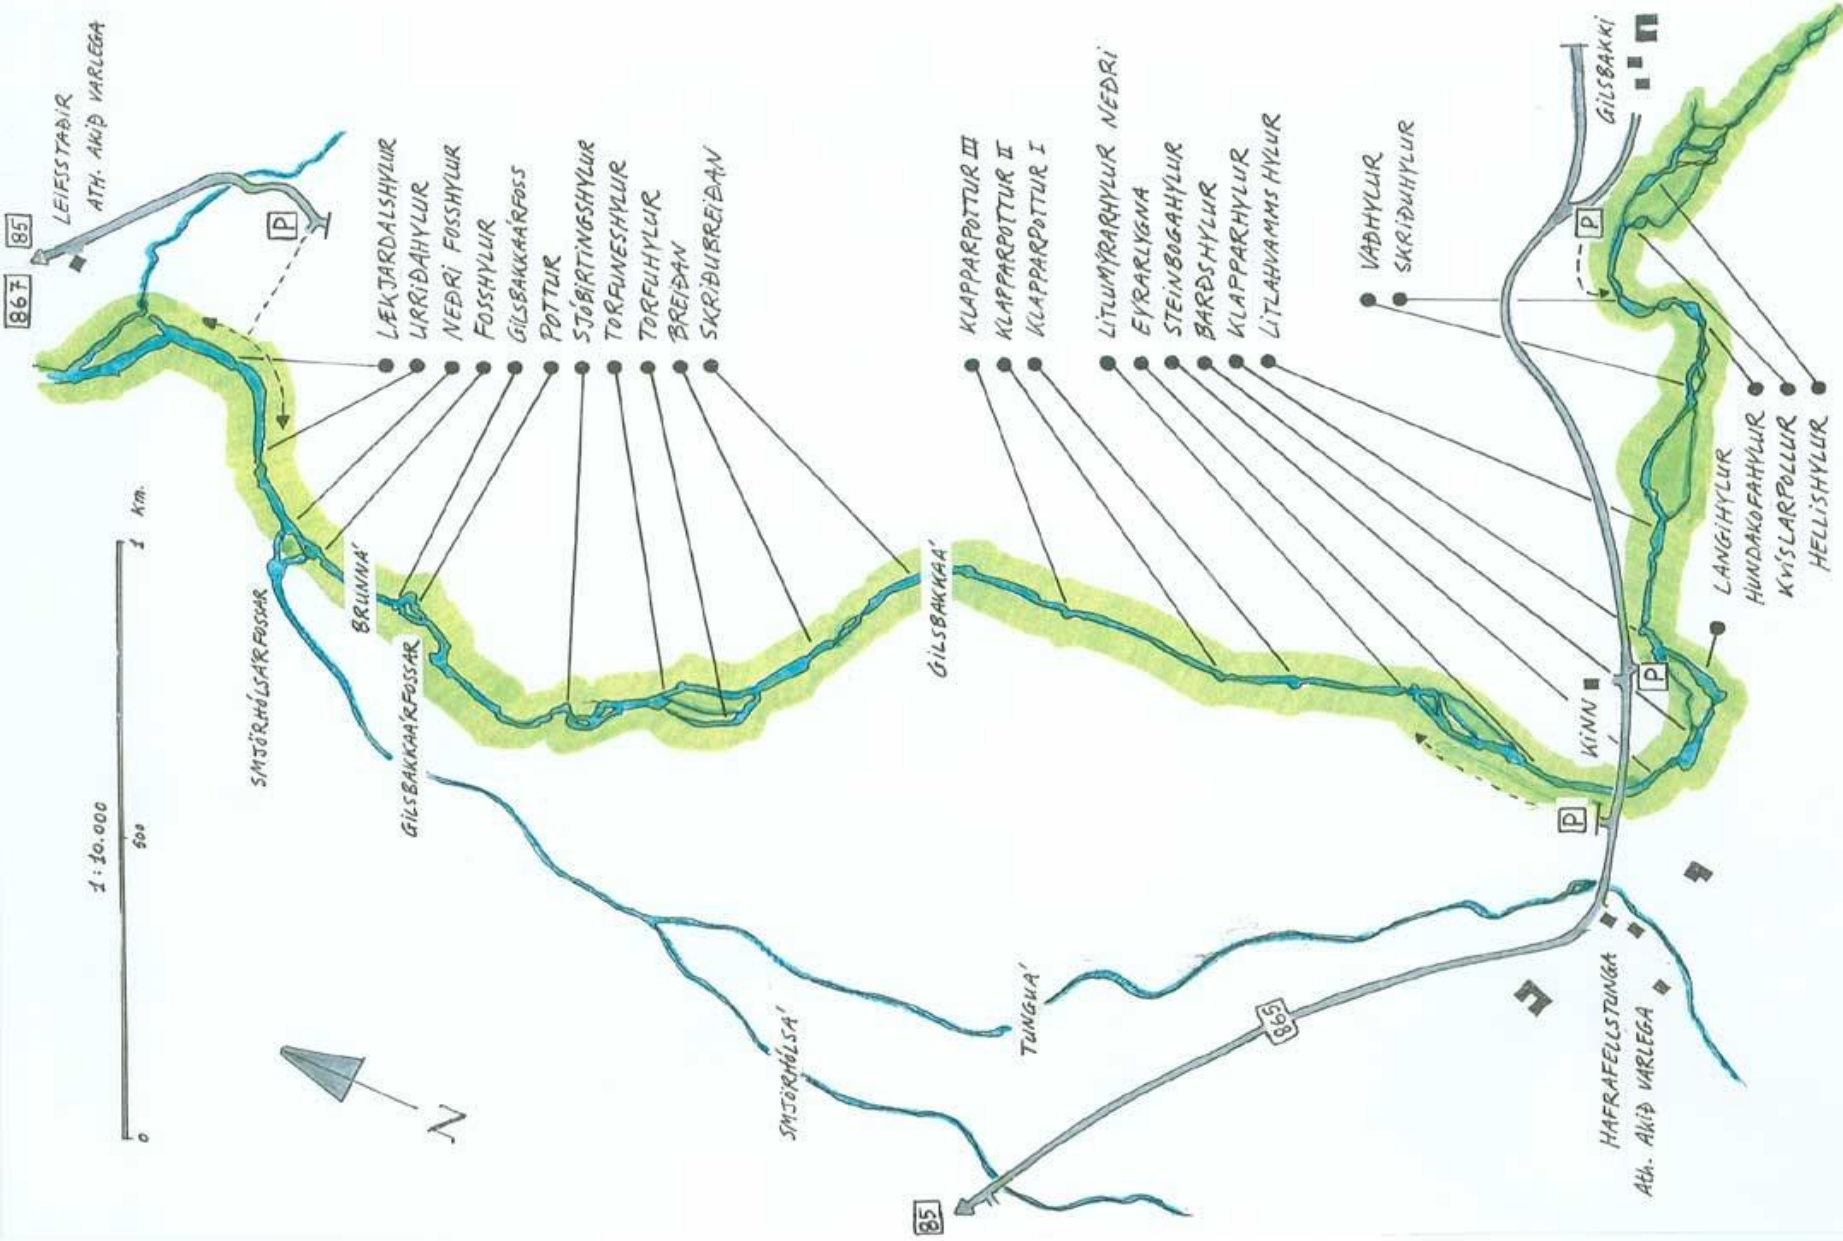 85
867
LEIFSSTAÐIR
ATH. AKIÐ VARLEGA
P
LÆKJARDALSHYLUR
URRIÐAHYLUR
NEÐRI FOSSHYLUR
FOSSHYLUR
GILSBAKKAÁRFOSS
POTTUR
SJÓBIRTINGSHYLUR
TORFUNESHYLUR
TORFUHYLUR
BREIÐAN
SKRIÐUBREIÐAN
KLAPPARPOTTUR III
KLAPPARPOTTUR II
KLAPPARPOTTUR I
LITLUMÝRARHYLUR NEÐRI
EYRARLYGNA
STEINBOGAHYLUR
BARÐSHYLUR
KLAPPARHYLUR
LITLAHVAMMS HYLUR
VAÐHYLUR
SKRIÐUHYLUR
GILSBAKKI
P
LANGIHYLUR
HUNDAKOFAHYLUR
KVÍSLARPOLLUR
HELLISHYLUR
1:10.000
0
500
1 Km.
SMJÖRHÓLSÁRFOSSAR
BRUNNÁ
GILSBAKKAÁRFOSSAR
GILSBAKKAÁ
KINN
P
P
N
SMJÖRHÓLSÁ
TUNGUÁ
865
85
HAFRAFELLSTUNGA
Ath. AKIÐ VARLEGA